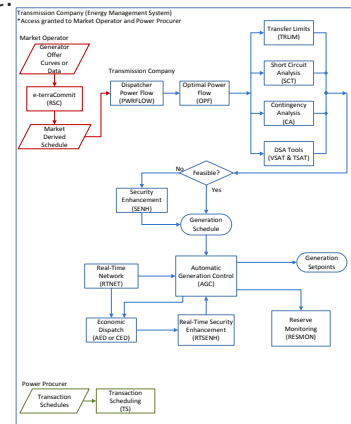 Transmission Company (Energy Management System)
*Access granted to Market Operator and Power Procurer
Market Operator
Generator
Offer
Curves or
Data
e-terraCommit
(RSC)
Market
Derived
Schedule
Transmission Company
Dispatcher
Power Flow
(PWRFLOW)
Optimal Power
Flow
(OPF)
Transfer Limits
(TRLIM)
Short Circuit
Analysis
(SCT)
Contingency
Analysis
(CA)
DSA Tools
(VSAT & TSAT)
No
Feasible?
Yes
Security
Enhancement
(SENH)
Generation
Schedule
Real-Time
Network
(RTNET)
Automatic
Generation Control
(AGC)
Generation
Setpoints
Economic
Dispatch
(AED or CED)
Real-Time Security
Enhancement
(RTSENH)
Reserve
Monitoring
(RESMON)
Power Procurer
Transaction
Schedules
Transaction
Scheduling
(TS)